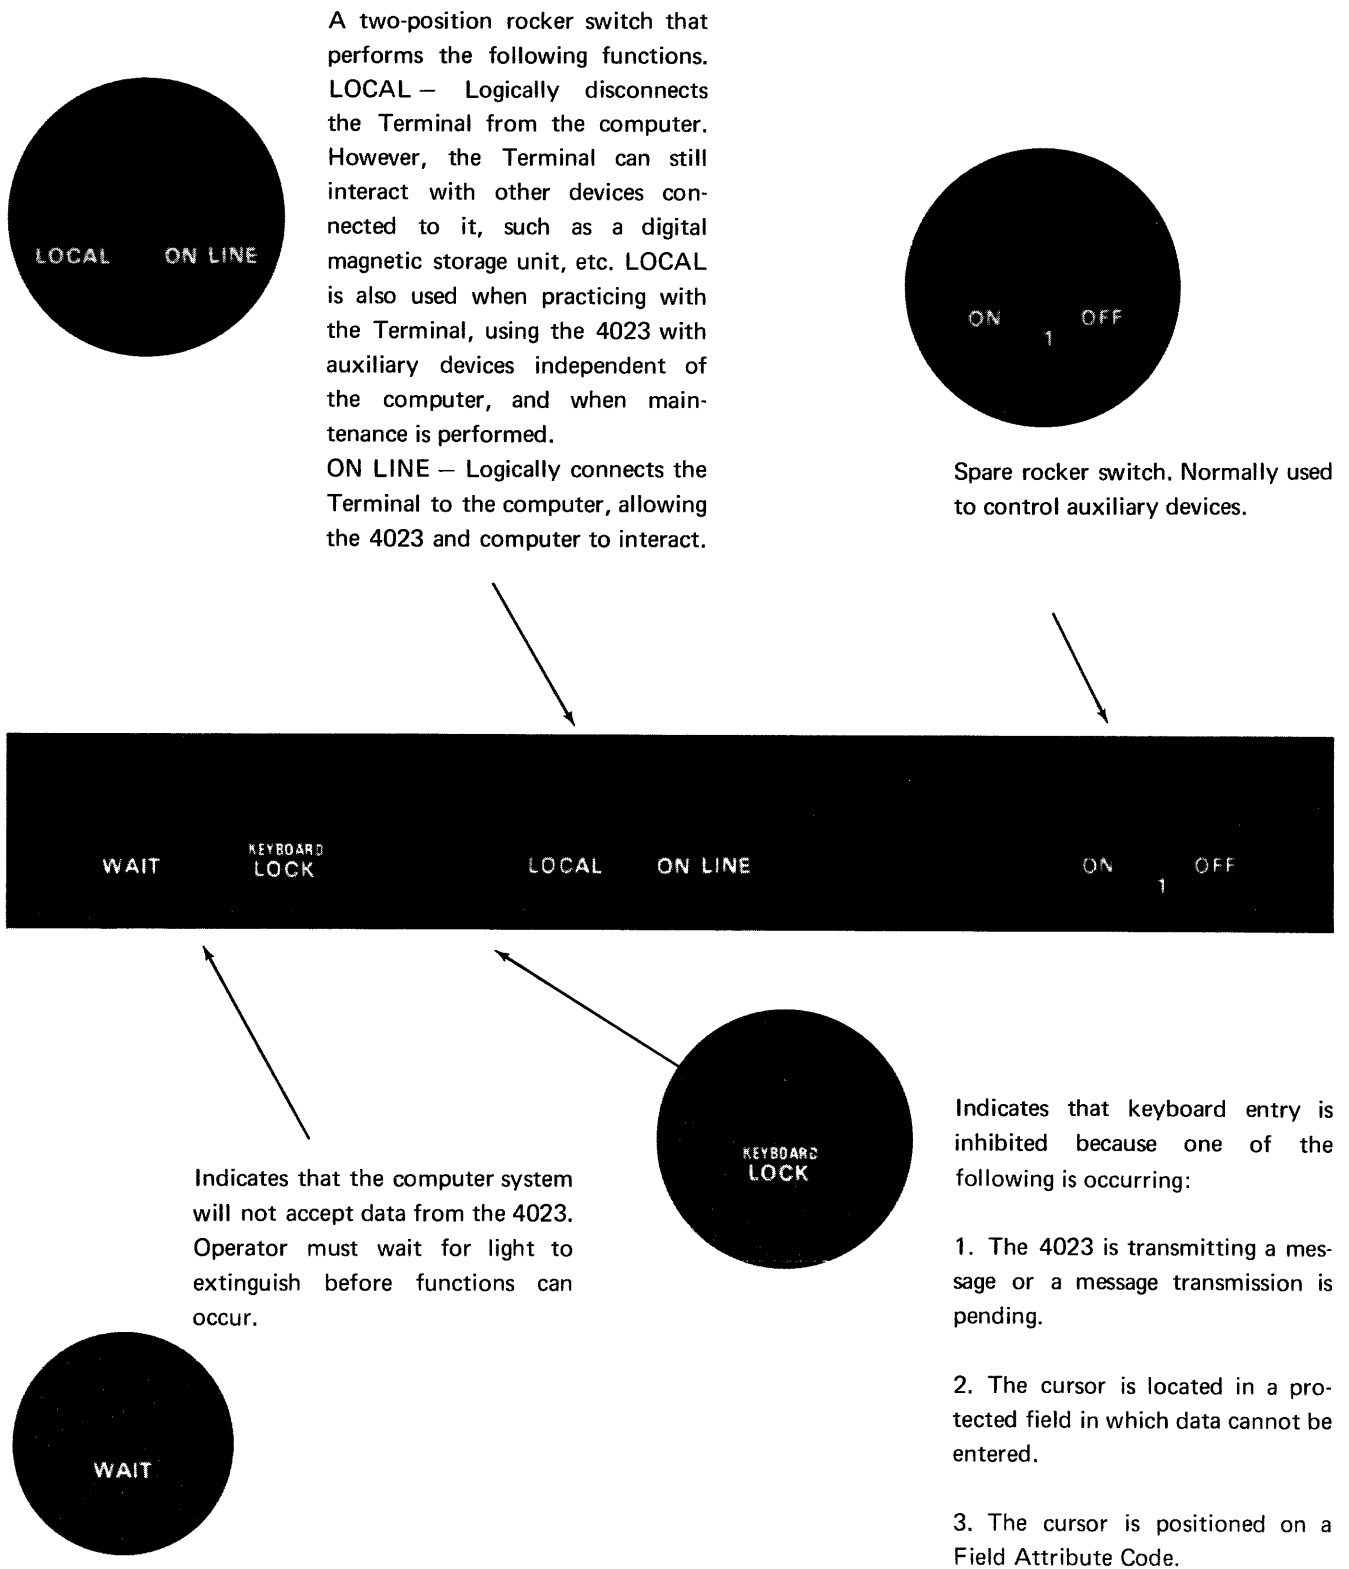 A two-position rocker switch that
performs the following functions.
LOCAL — Logically disconnects
the Terminal from the computer.
However, the Terminal can still
interact with other devices con-
nected to it, such as a digital
magnetic storage unit, etc. LOCAL
is also used when practicing with
the Terminal, using the 4023 with
auxiliary devices independent of
the computer, and when main-
tenance is performed.
ON LINE — Logically connects the
Terminal to the computer, allowing
the 4023 and computer to interact.
LOCAL ON LINE
ON OFF
1
Spare rocker switch. Normally used
to control auxiliary devices.
WAIT
KEYBOARD
LOCK
LOCAL ON LINE
ON OFF
1
Indicates that the computer system
will not accept data from the 4023.
Operator must wait for light to
extinguish before functions can
occur.
WAIT
KEYBOARD
LOCK
Indicates that keyboard entry is
inhibited because one of the
following is occurring:
1. The 4023 is transmitting a mes-
sage or a message transmission is
pending.
2. The cursor is located in a pro-
tected field in which data cannot be
entered.
3. The cursor is positioned on a
Field Attribute Code.